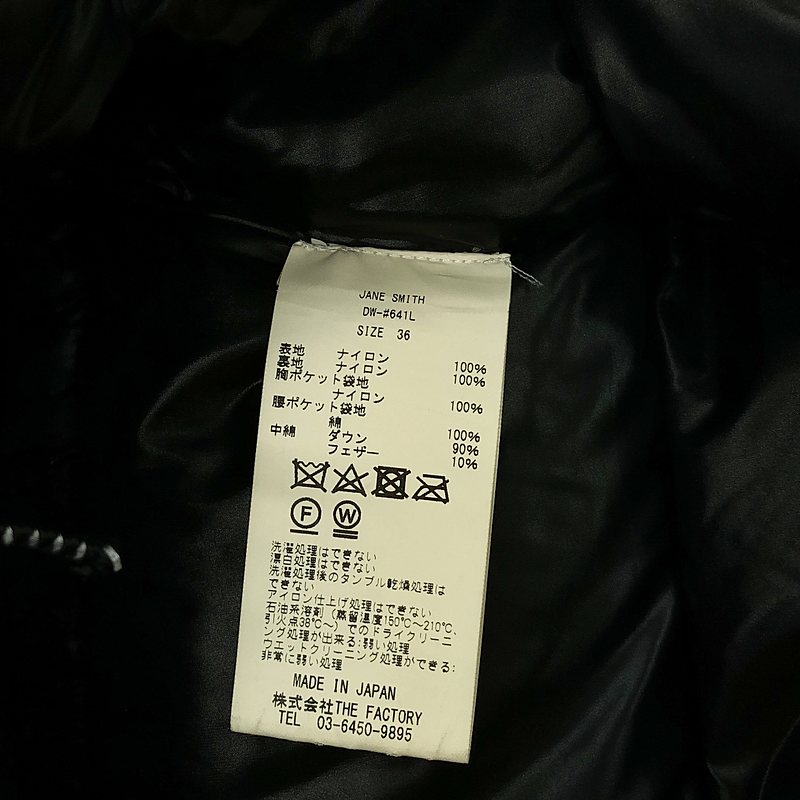 JANE SMITH
DW-#641L
SIZE 36
表地 ナイロン 100%
裏地 ナイロン 100%
胸ポケット袋地
ナイロン 100%
腰ポケット袋地
綿 100%
中綿 ダウン 90%
フェザー 10%
F W
洗濯処理はできない
漂白処理はできない
洗濯処理後のタンブル乾燥処理は
できない
アイロン仕上げ処理はできない
石油系溶剤(蒸留温度150℃~210℃、
引火点38℃~)でのドライクリーニ
ング処理が出来る:弱い処理
ウエットクリーニング処理ができる:
非常に弱い処理
MADE IN JAPAN
株式会社THE FACTORY
TEL 03-6450-9895